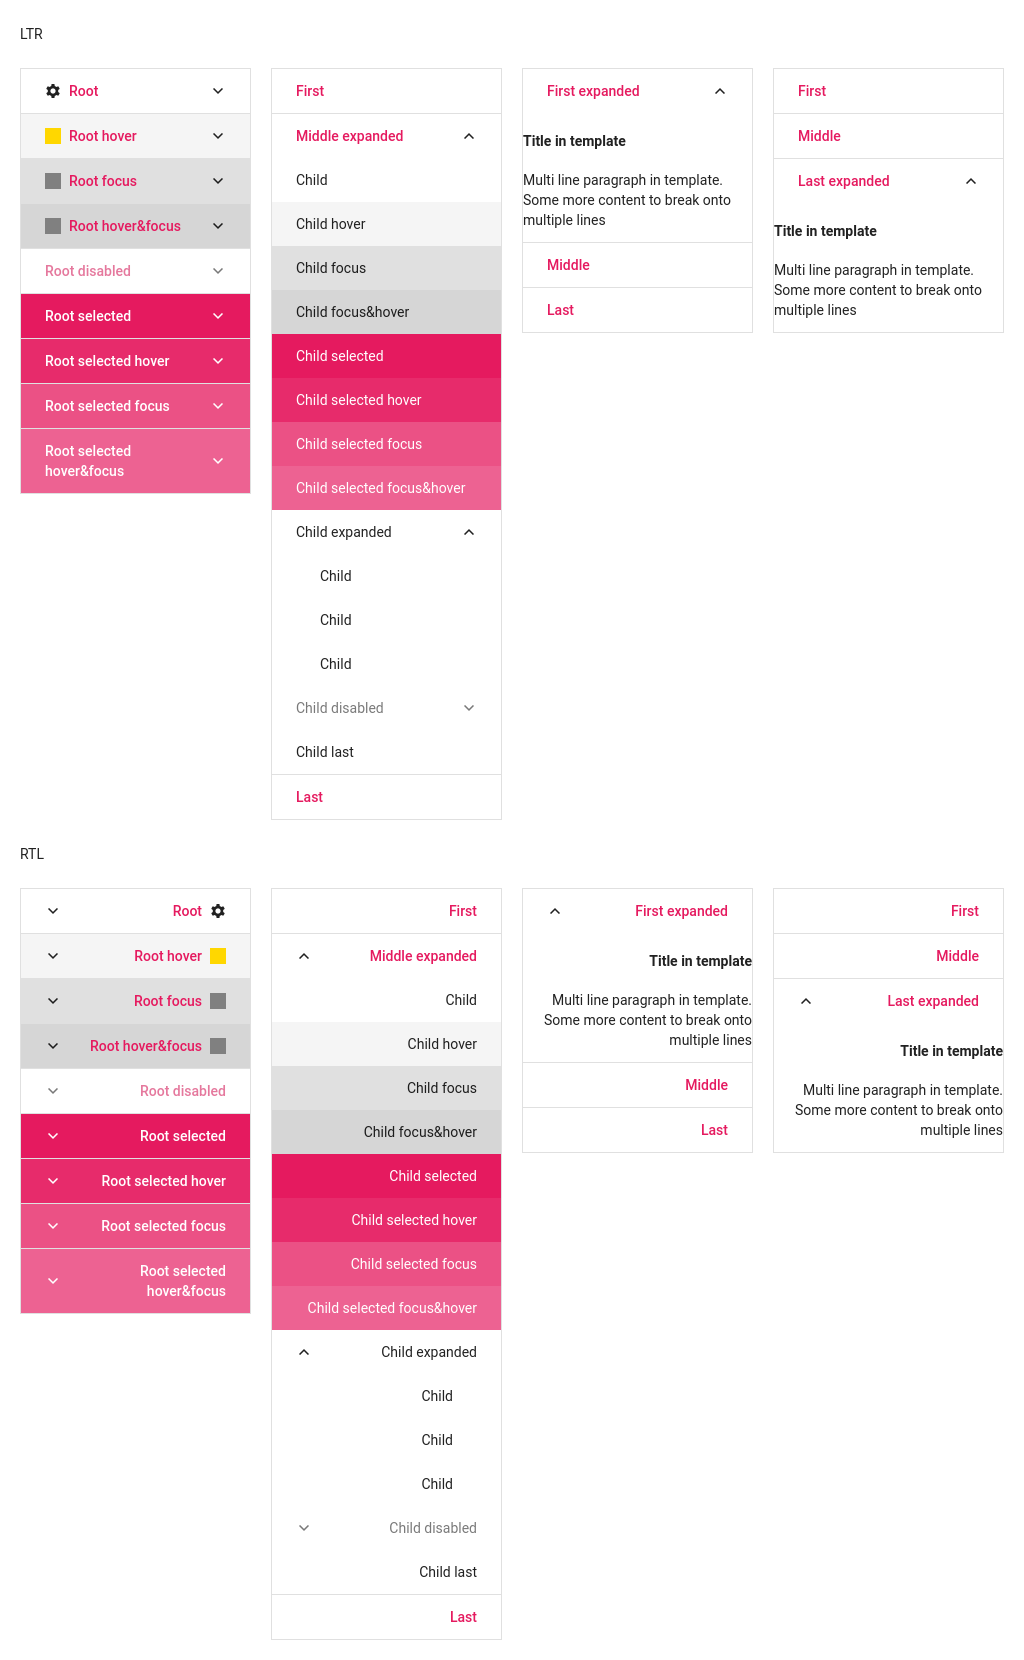 LTR
Root
Root hover
Root focus
Root hover&focus
Root disabled
Root selected
Root selected hover
Root selected focus
Root selected
hover&focus
First
Middle expanded
Child
Child hover
Child focus
Child focus&hover
Child selected
Child selected hover
Child selected focus
Child selected focus&hover
Child expanded
Child
Child
Child
Child disabled
Child last
Last
First expanded
Title in template
Multi line paragraph in template.
Some more content to break onto
multiple lines
Middle
Last
First
Middle
Last expanded
Title in template
Multi line paragraph in template.
Some more content to break onto
multiple lines
RTL
Root
Root hover
Root focus
Root hover&focus
Root disabled
Root selected
Root selected hover
Root selected focus
Root selected
hover&focus
First
Middle expanded
Child
Child hover
Child focus
Child focus&hover
Child selected
Child selected hover
Child selected focus
Child selected focus&hover
Child expanded
Child
Child
Child
Child disabled
Child last
Last
First expanded
Title in template
Multi line paragraph in template.
Some more content to break onto
multiple lines
Middle
Last
First
Middle
Last expanded
Title in template
Multi line paragraph in template.
Some more content to break onto
multiple lines